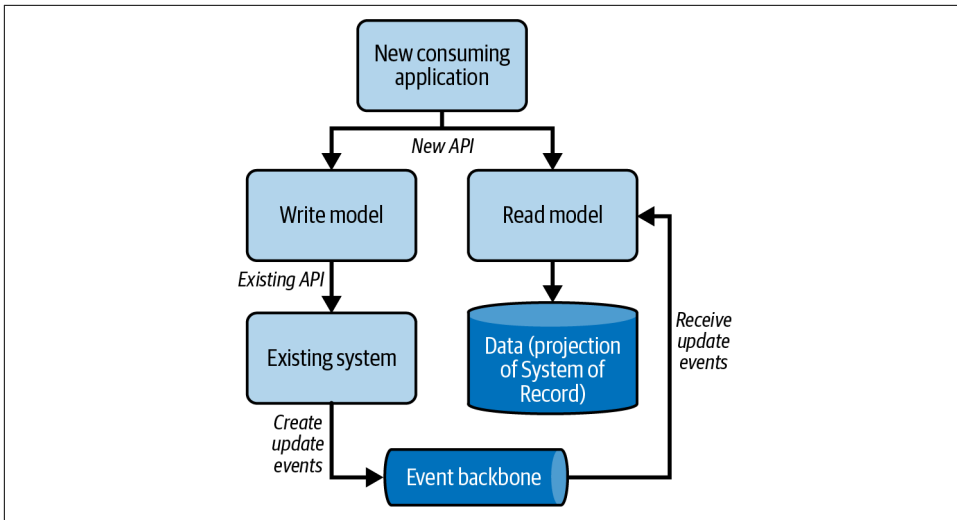 New consuming
application
New API
Write model
Read model
Existing API
Existing system
Data (projection
of System of
Record)
Receive
update
events
Create
update
events
Event backbone